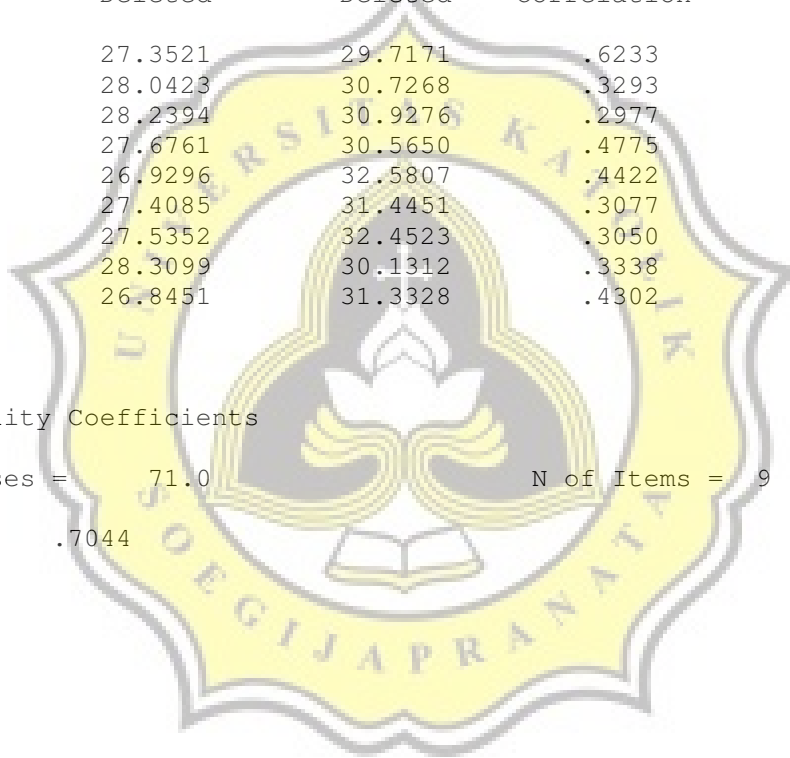 Deleted Deleted Correlation
27.3521 29.7171 .6233
28.0423 30.7268 .3293
28.2394 30.9276 .2977
27.6761 30.5650 .4775
26.9296 32.5807 .4422
27.4085 31.4451 .3077
27.5352 32.4523 .3050
28.3099 30.1312 .3338
26.8451 31.3328 .4302
lity Coefficients
ses = 71.0 N of Items = 9
.7044
UNIVERSITAS KATOLIK
SOEGIJAPRANATA